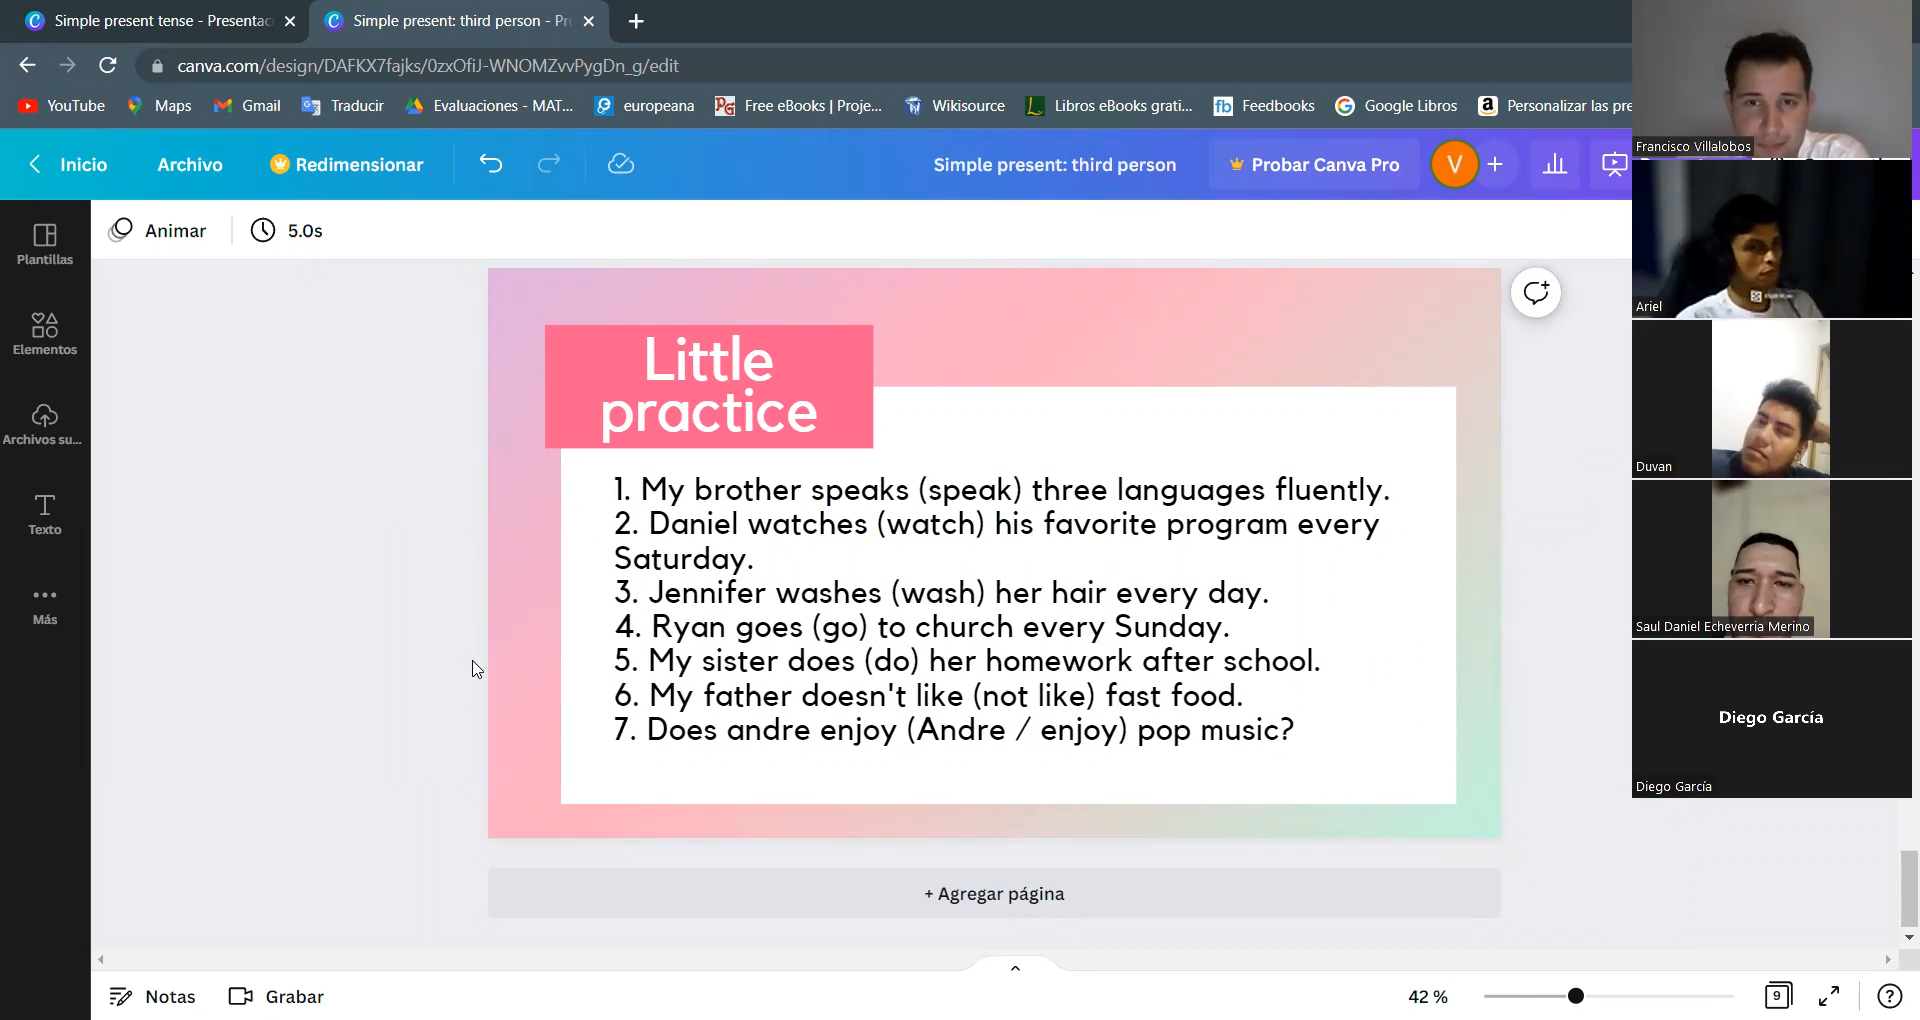 Simple present tense - Presentac
Simple present: third person - Pr
canva.com/design/DAFKX7fajks/0zxOfiJ-WNOMZvvPygDn_g/edit
YouTube
Maps
Gmail
Traducir
Evaluaciones - MAT...
europeana
Free eBooks | Proje...
Wikisource
Libros eBooks grati...
Feedbooks
Google Libros
Personalizar las pre
Inicio
Archivo
Redimensionar
Simple present: third person
Probar Canva Pro
V
Animar
5.0s
Plantillas
Elementos
Archivos su...
Texto
Más
Little
practice
1. My brother speaks (speak) three languages fluently.
2. Daniel watches (watch) his favorite program every
Saturday.
3. Jennifer washes (wash) her hair every day.
4. Ryan goes (go) to church every Sunday.
5. My sister does (do) her homework after school.
6. My father doesn't like (not like) fast food.
7. Does andre enjoy (Andre / enjoy) pop music?
+ Agregar página
Notas
Grabar
42 %
9
Francisco Villalobos
Ariel
Duvan
Saul Daniel Echeverria Merino
Diego García
Diego García